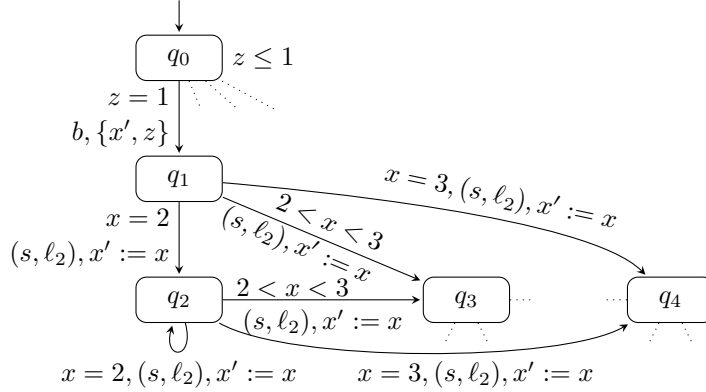 q₀ z ≤ 1
z = 1
b, {x′, z}
q₁
x = 3, (s, ℓ₂), x′ := x
2 < x < 3
(s, ℓ₂), x′ := x
x = 2
(s, ℓ₂), x′ := x
q₂
2 < x < 3
(s, ℓ₂), x′ := x
q₃
q₄
x = 2, (s, ℓ₂), x′ := x
x = 3, (s, ℓ₂), x′ := x